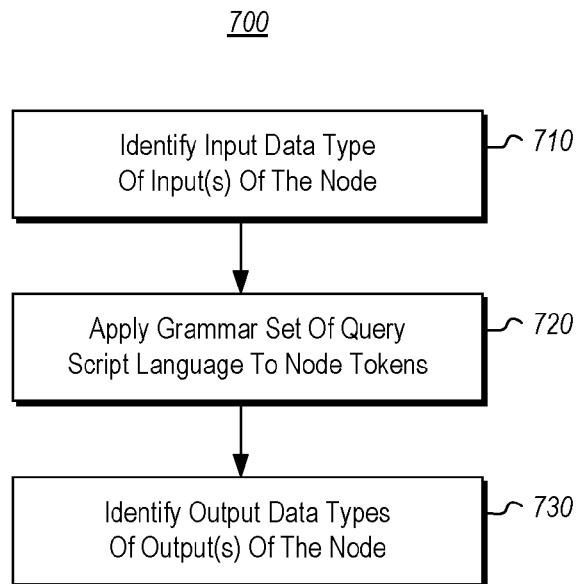 700
Identify Input Data Type
Of Input(s) Of The Node
710
Apply Grammar Set Of Query
Script Language To Node Tokens
720
Identify Output Data Types
Of Output(s) Of The Node
730